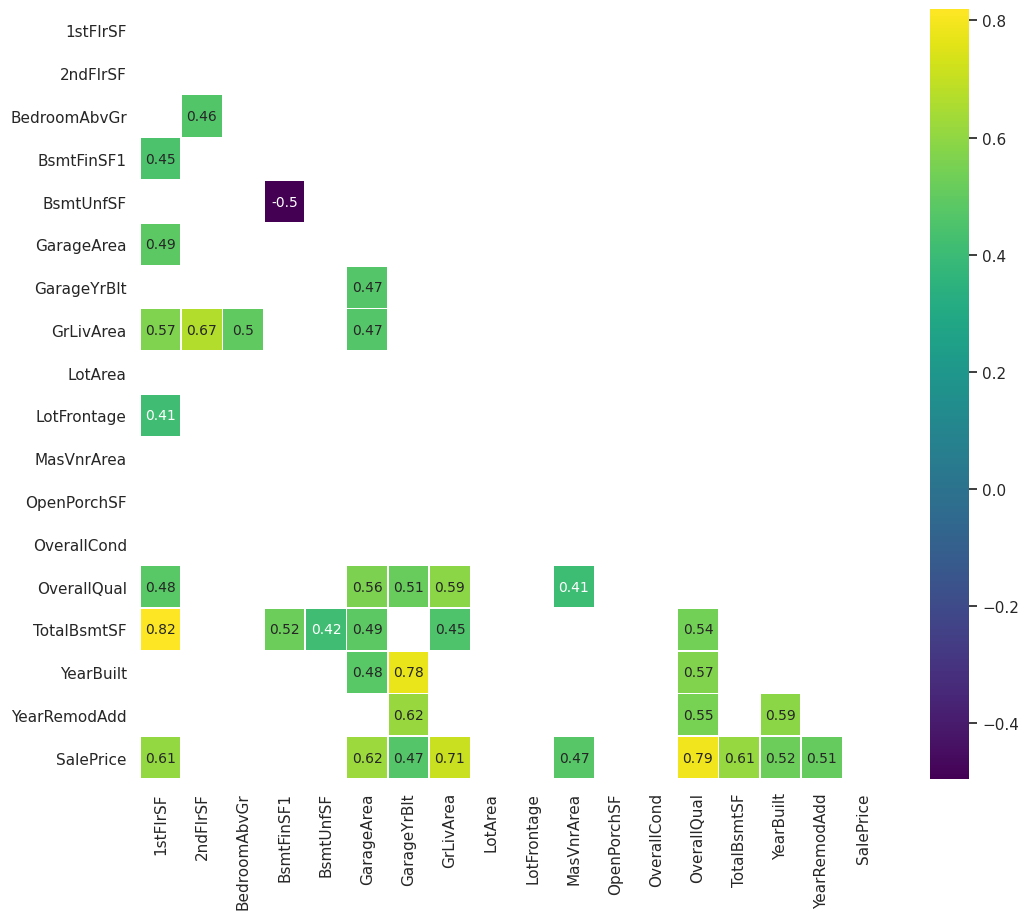 0.8
1stFlrSF
2ndFlrSF
BedroomAbvGr 0.46
0.6
BsmtFinSF1 0.45
BsmtUnfSF -0.5
GarageArea 0.49
0.4
GarageYrBlt 0.47
GrLivArea 0.57 0.67 0.5 0.47
LotArea
0.2
LotFrontage 0.41
MasVnrArea
0.0
OpenPorchSF
OverallCond
OverallQual 0.48 0.56 0.51 0.59 0.41
−0.2
TotalBsmtSF 0.82 0.52 0.42 0.49 0.45 0.54
YearBuilt 0.48 0.78 0.57
YearRemodAdd 0.62 0.55 0.59
−0.4
SalePrice 0.61 0.62 0.47 0.71 0.47 0.79 0.61 0.52 0.51
1stFlrSF
2ndFlrSF
BedroomAbvGr
BsmtFinSF1
BsmtUnfSF
GarageArea
GarageYrBlt
GrLivArea
LotArea
LotFrontage
MasVnrArea
OpenPorchSF
OverallCond
OverallQual
TotalBsmtSF
YearBuilt
YearRemodAdd
SalePrice